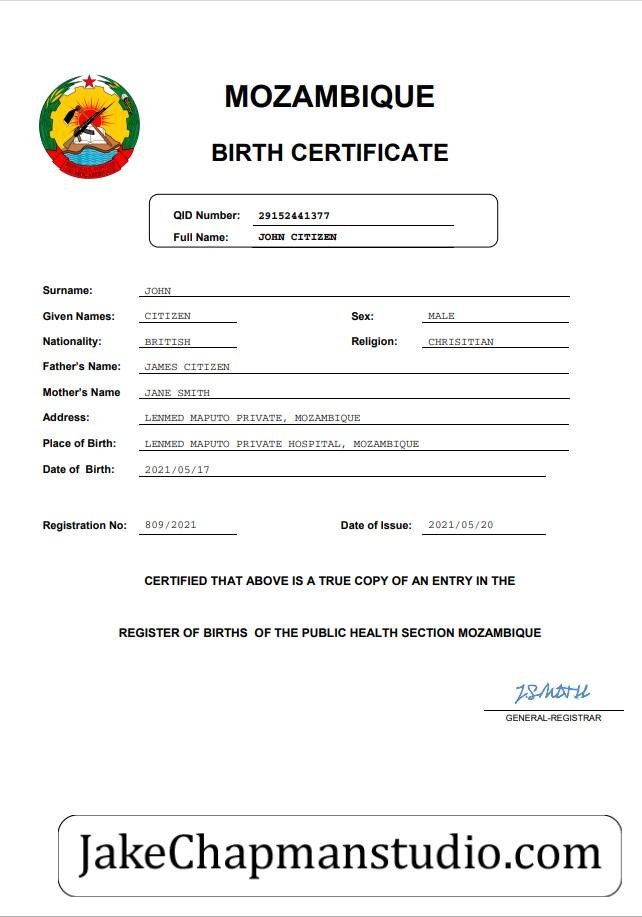 MOZAMBIQUE
BIRTH CERTIFICATE
QID Number: 29152441377
Full Name: JOHN CITIZEN
Surname: JOHN
Given Names: CITIZEN Sex: MALE
Nationality: BRITISH Religion: CHRISITIAN
Father's Name: JAMES CITIZEN
Mother's Name JANE SMITH
Address: LENMED MAPUTO PRIVATE, MOZAMBIQUE
Place of Birth: LENMED MAPUTO PRIVATE HOSPITAL, MOZAMBIQUE
Date of Birth: 2021/05/17
Registration No: 809/2021 Date of Issue: 2021/05/20
CERTIFIED THAT ABOVE IS A TRUE COPY OF AN ENTRY IN THE
REGISTER OF BIRTHS OF THE PUBLIC HEALTH SECTION MOZAMBIQUE
J.SMITH
GENERAL-REGISTRAR
JakeChapmanstudio.com